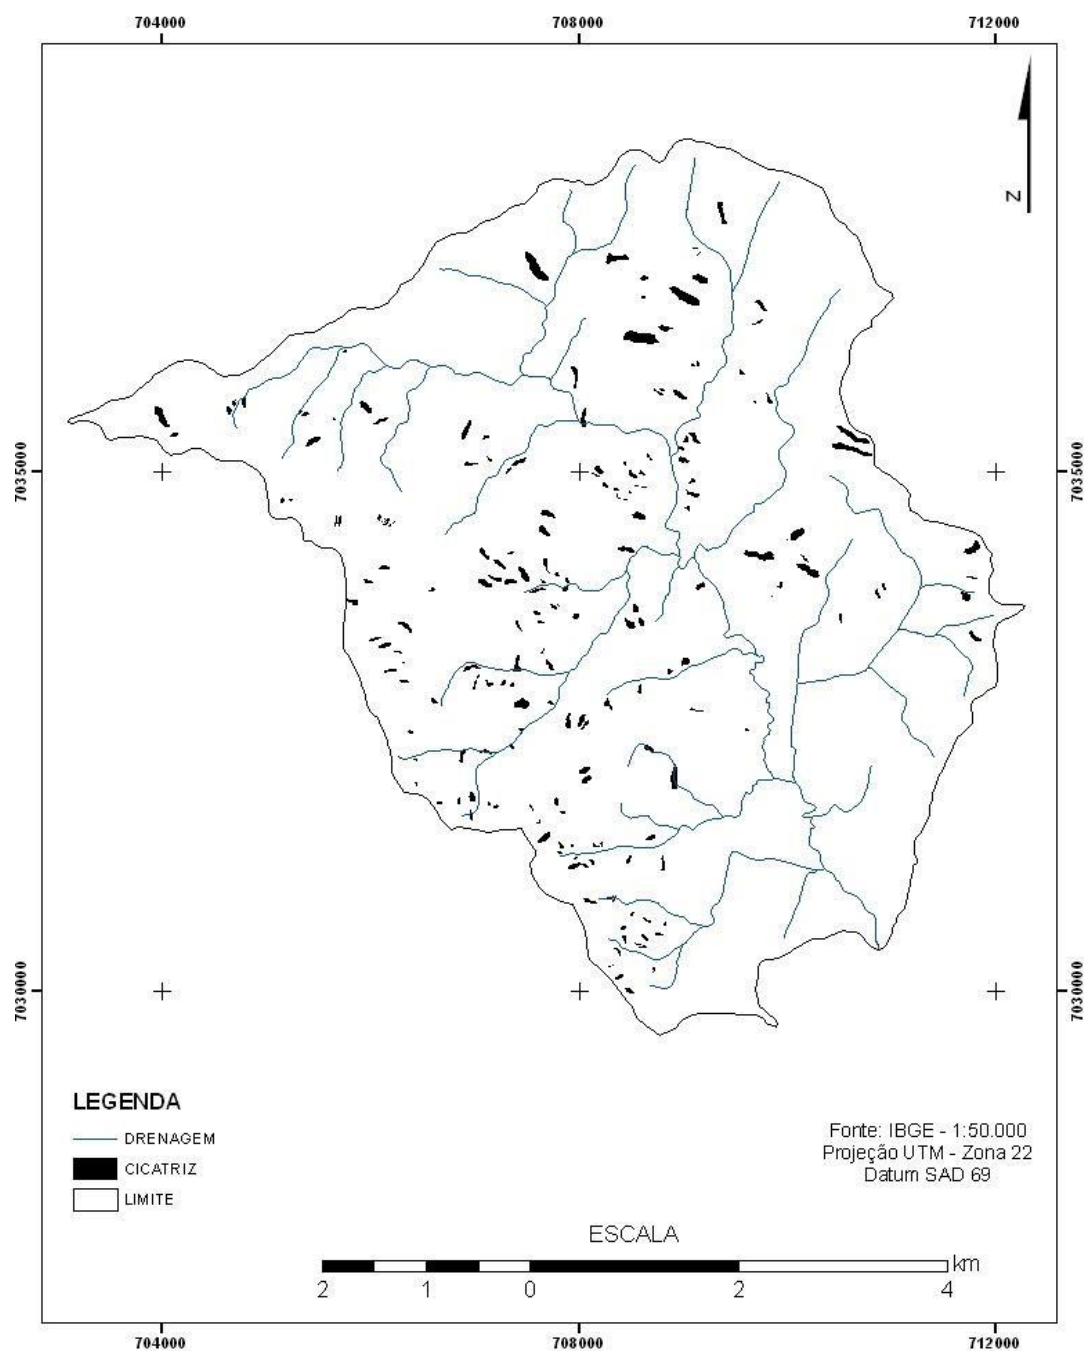 704000 708000 712000
N
7035000 7035000
7030000 7030000
LEGENDA
DRENAGEM
CICATRIZ
LIMITE
Fonte: IBGE - 1:50.000
Projeção UTM - Zona 22
Datum SAD 69
ESCALA
km
2 1 0 2 4
704000 708000 712000